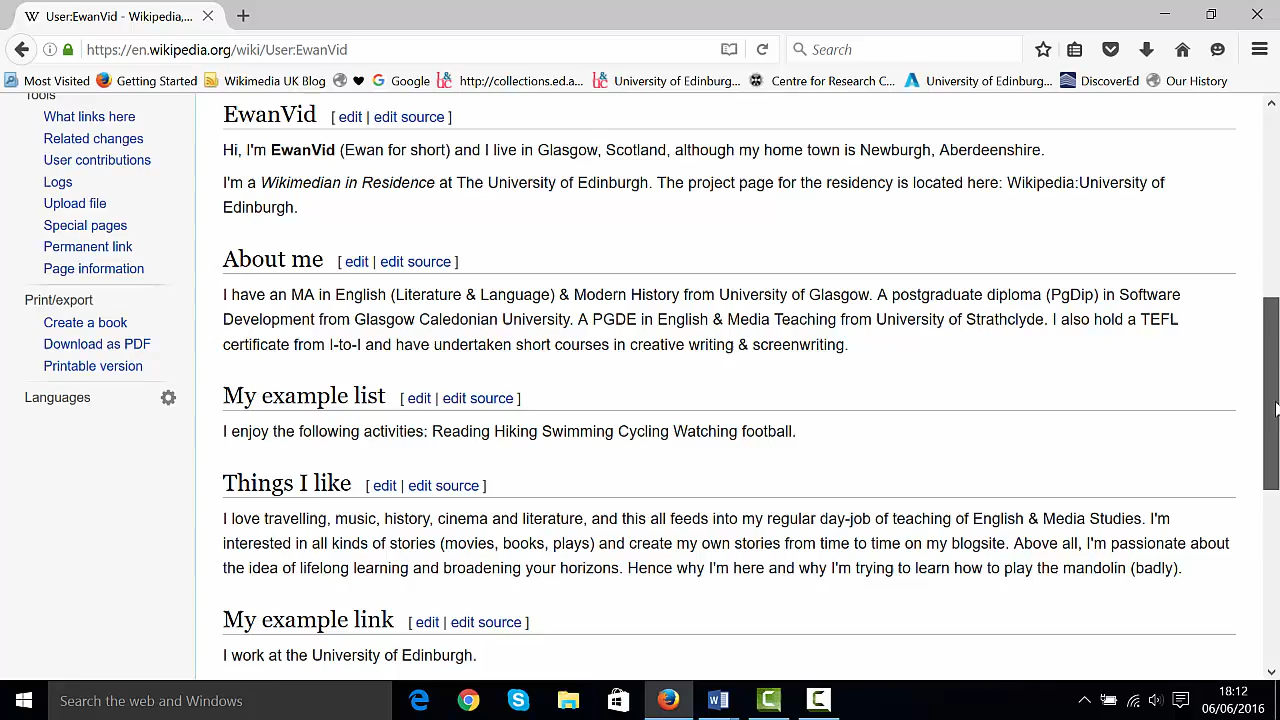 User:EwanVid - Wikipedia,...
https://en.wikipedia.org/wiki/User:EwanVid
Search
Most Visited Getting Started Wikimedia UK Blog Google http://collections.ed.a... University of Edinburg... Centre for Research C... University of Edinburg... DiscoverEd Our History
Tools
What links here
Related changes
User contributions
Logs
Upload file
Special pages
Permanent link
Page information
Print/export
Create a book
Download as PDF
Printable version
Languages
EwanVid [ edit | edit source ]
Hi, I'm EwanVid (Ewan for short) and I live in Glasgow, Scotland, although my home town is Newburgh, Aberdeenshire.
I'm a Wikimedian in Residence at The University of Edinburgh. The project page for the residency is located here: Wikipedia:University of
Edinburgh.
About me [ edit | edit source ]
I have an MA in English (Literature & Language) & Modern History from University of Glasgow. A postgraduate diploma (PgDip) in Software
Development from Glasgow Caledonian University. A PGDE in English & Media Teaching from University of Strathclyde. I also hold a TEFL
certificate from I-to-I and have undertaken short courses in creative writing & screenwriting.
My example list [ edit | edit source ]
I enjoy the following activities: Reading Hiking Swimming Cycling Watching football.
Things I like [ edit | edit source ]
I love travelling, music, history, cinema and literature, and this all feeds into my regular day-job of teaching of English & Media Studies. I'm
interested in all kinds of stories (movies, books, plays) and create my own stories from time to time on my blogsite. Above all, I'm passionate about
the idea of lifelong learning and broadening your horizons. Hence why I'm here and why I'm trying to learn how to play the mandolin (badly).
My example link [ edit | edit source ]
I work at the University of Edinburgh.
Search the web and Windows
18:12
06/06/2016